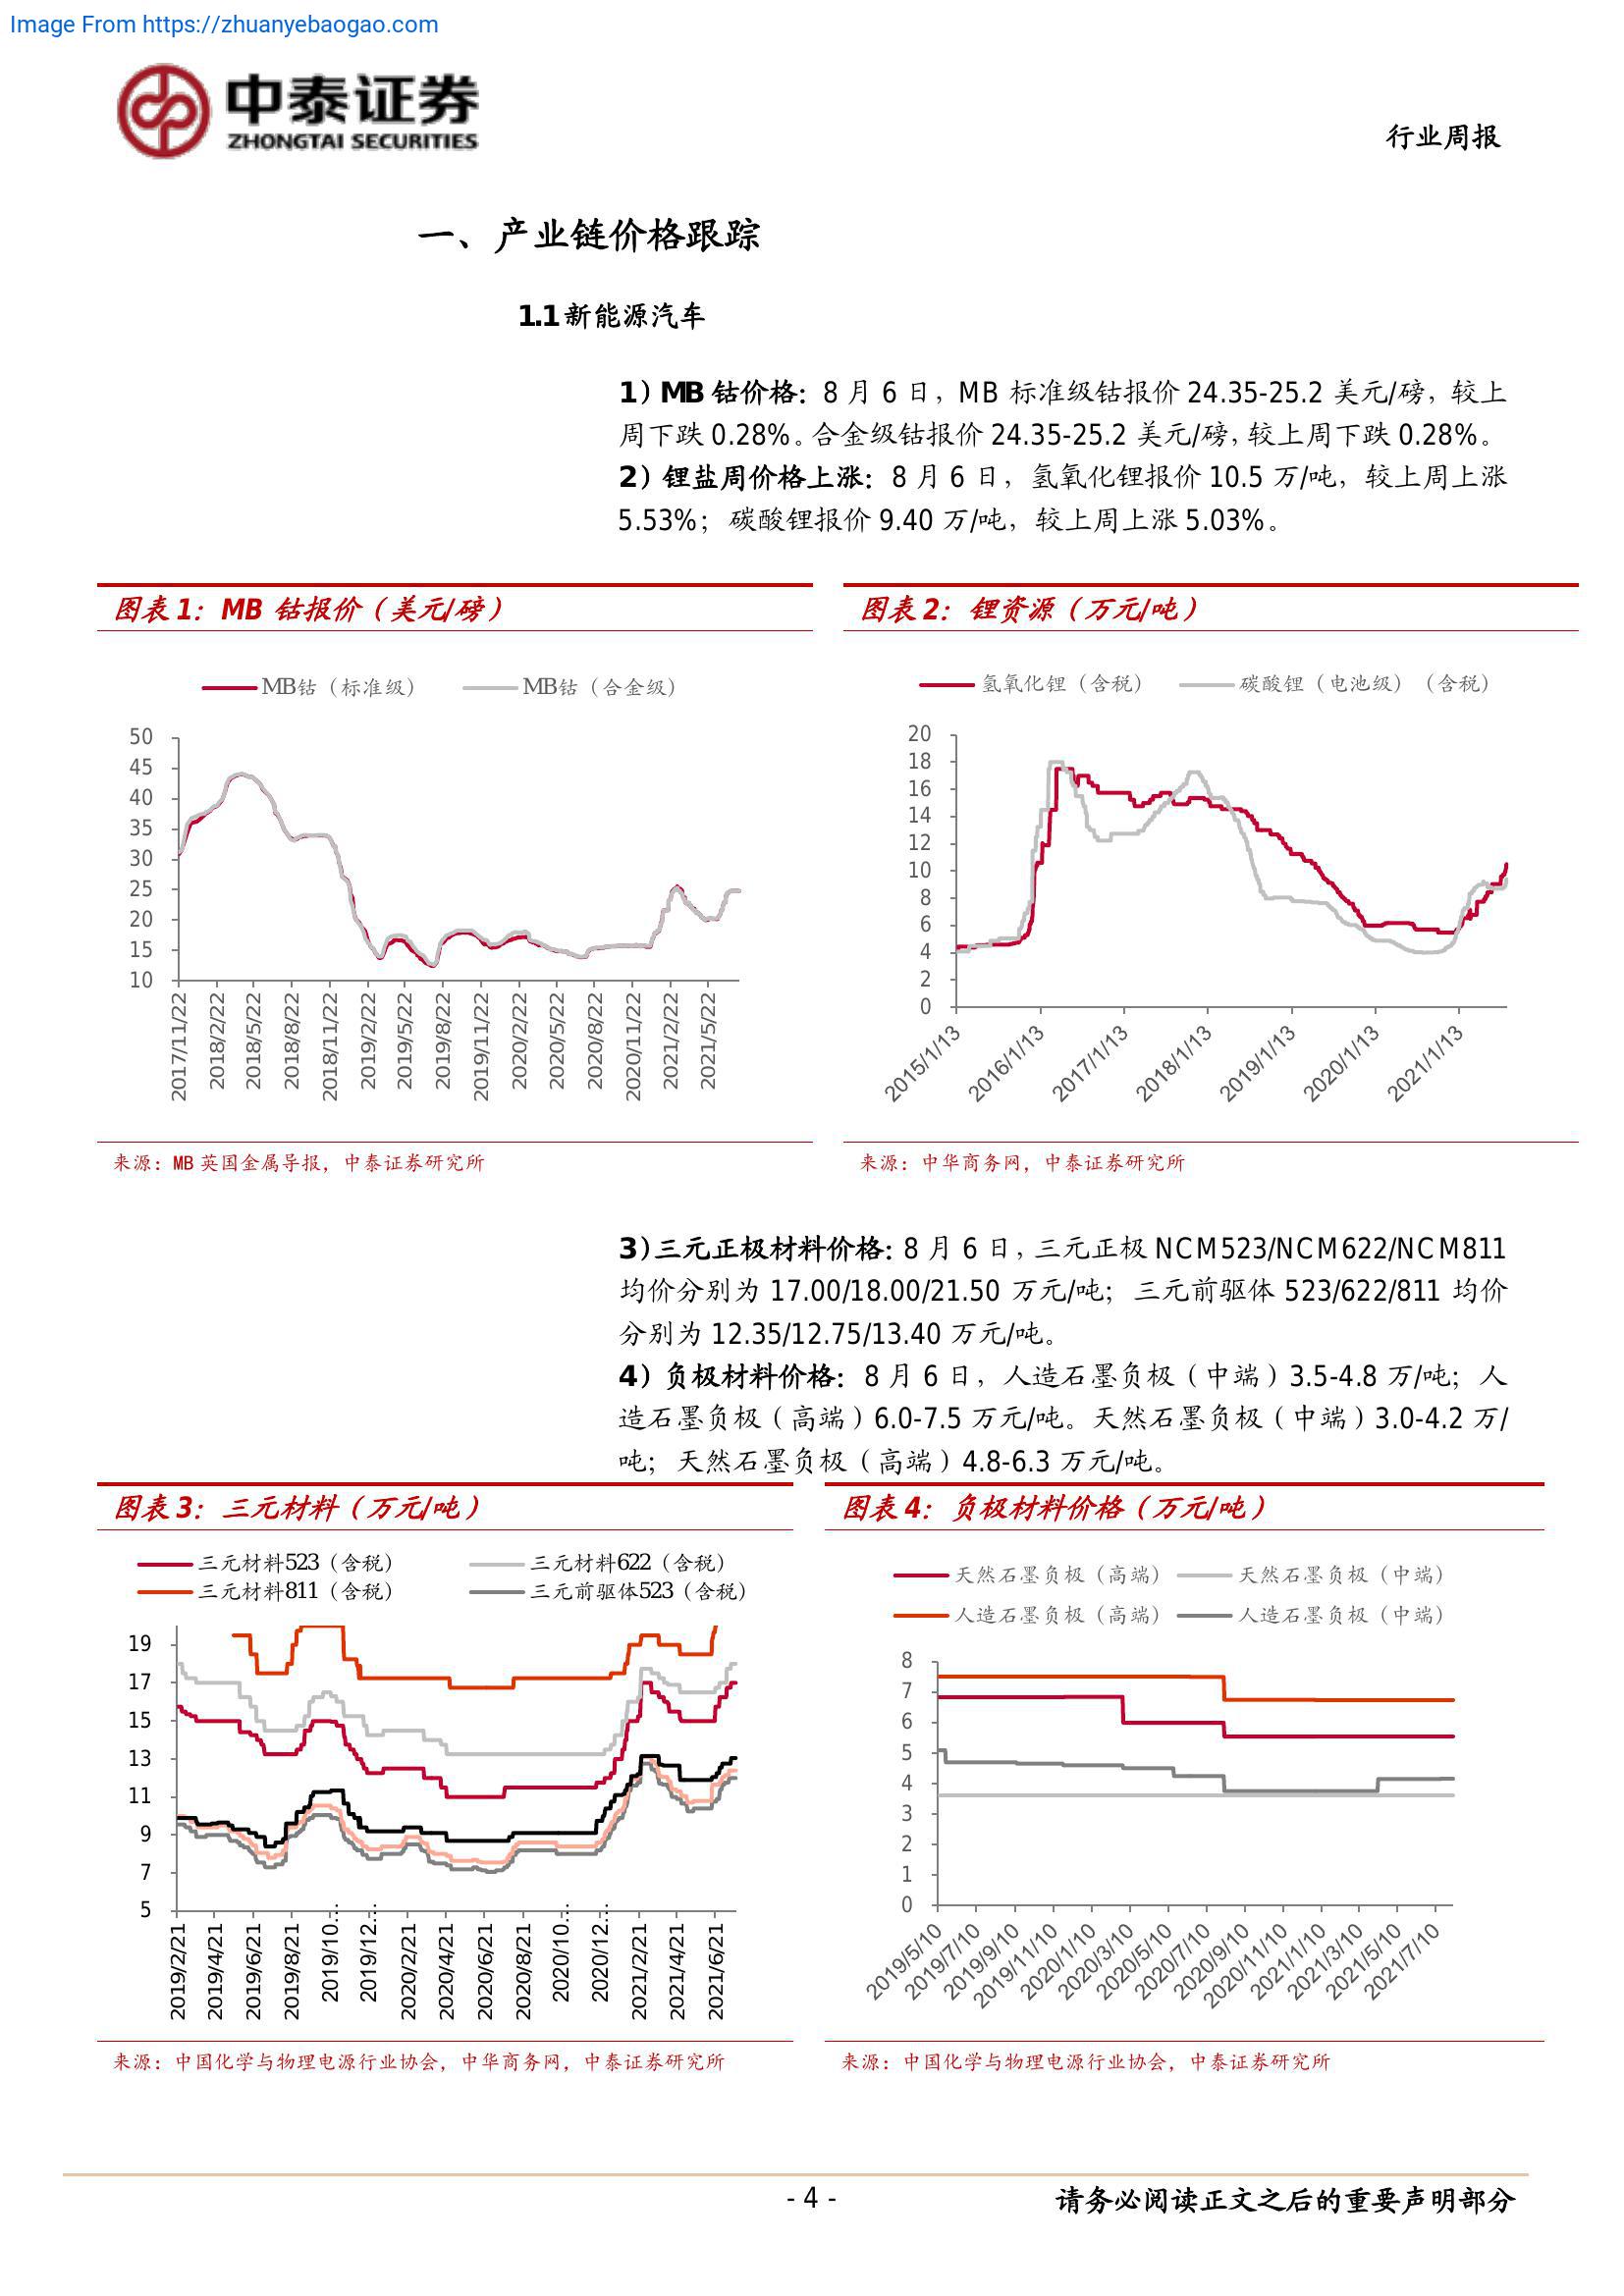 Image From https://zhuanyebaogao.com
中泰证券
ZHONGTAI SECURITIES
行业周报
一、产业链价格跟踪
1.1 新能源汽车
1）MB 钴价格：8 月 6 日，MB 标准级钴报价 24.35-25.2 美元/磅，较上
周下跌 0.28%。合金级钴报价 24.35-25.2 美元/磅，较上周下跌 0.28%。
2）锂盐周价格上涨：8 月 6 日，氢氧化锂报价 10.5 万/吨，较上周上涨
5.53%；碳酸锂报价 9.40 万/吨，较上周上涨 5.03%。
图表 1：MB 钴报价（美元/磅）
MB钴（标准级） MB钴（合金级）
50
45
40
35
30
25
20
15
10
2017/11/22 2018/2/22 2018/5/22 2018/8/22 2018/11/22 2019/2/22 2019/5/22 2019/8/22 2019/11/22 2020/2/22 2020/5/22 2020/8/22 2020/11/22 2021/2/22 2021/5/22
来源：MB 英国金属导报，中泰证券研究所
图表 2：锂资源（万元/吨）
氢氧化锂（含税） 碳酸锂（电池级）（含税）
20
18
16
14
12
10
8
6
4
2
0
2015/1/13 2016/1/13 2017/1/13 2018/1/13 2019/1/13 2020/1/13 2021/1/13
来源：中华商务网，中泰证券研究所
3）三元正极材料价格：8 月 6 日，三元正极 NCM523/NCM622/NCM811
均价分别为 17.00/18.00/21.50 万元/吨；三元前驱体 523/622/811 均价
分别为 12.35/12.75/13.40 万元/吨。
4）负极材料价格：8 月 6 日，人造石墨负极（中端）3.5-4.8 万/吨；人
造石墨负极（高端）6.0-7.5 万元/吨。天然石墨负极（中端）3.0-4.2 万/
吨；天然石墨负极（高端）4.8-6.3 万元/吨。
图表 3：三元材料（万元/吨）
三元材料523（含税） 三元材料622（含税）
三元材料811（含税） 三元前驱体523（含税）
19
17
15
13
11
9
7
5
2019/2/21 2019/4/21 2019/6/21 2019/8/21 2019/10… 2019/12… 2020/2/21 2020/4/21 2020/6/21 2020/8/21 2020/10… 2020/12… 2021/2/21 2021/4/21 2021/6/21
来源：中国化学与物理电源行业协会，中华商务网，中泰证券研究所
图表 4：负极材料价格（万元/吨）
天然石墨负极（高端） 天然石墨负极（中端）
人造石墨负极（高端） 人造石墨负极（中端）
8
7
6
5
4
3
2
1
0
2019/5/10 2019/7/10 2019/9/10 2019/11/10 2020/1/10 2020/3/10 2020/5/10 2020/7/10 2020/9/10 2020/11/10 2021/1/10 2021/3/10 2021/5/10 2021/7/10
来源：中国化学与物理电源行业协会，中泰证券研究所
- 4 -
请务必阅读正文之后的重要声明部分